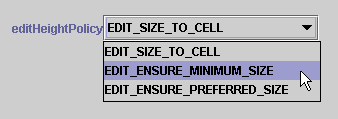 editHeightPolicy EDIT_SIZE_TO_CELL
EDIT_SIZE_TO_CELL
EDIT_ENSURE_MINIMUM_SIZE
EDIT_ENSURE_PREFERRED_SIZE